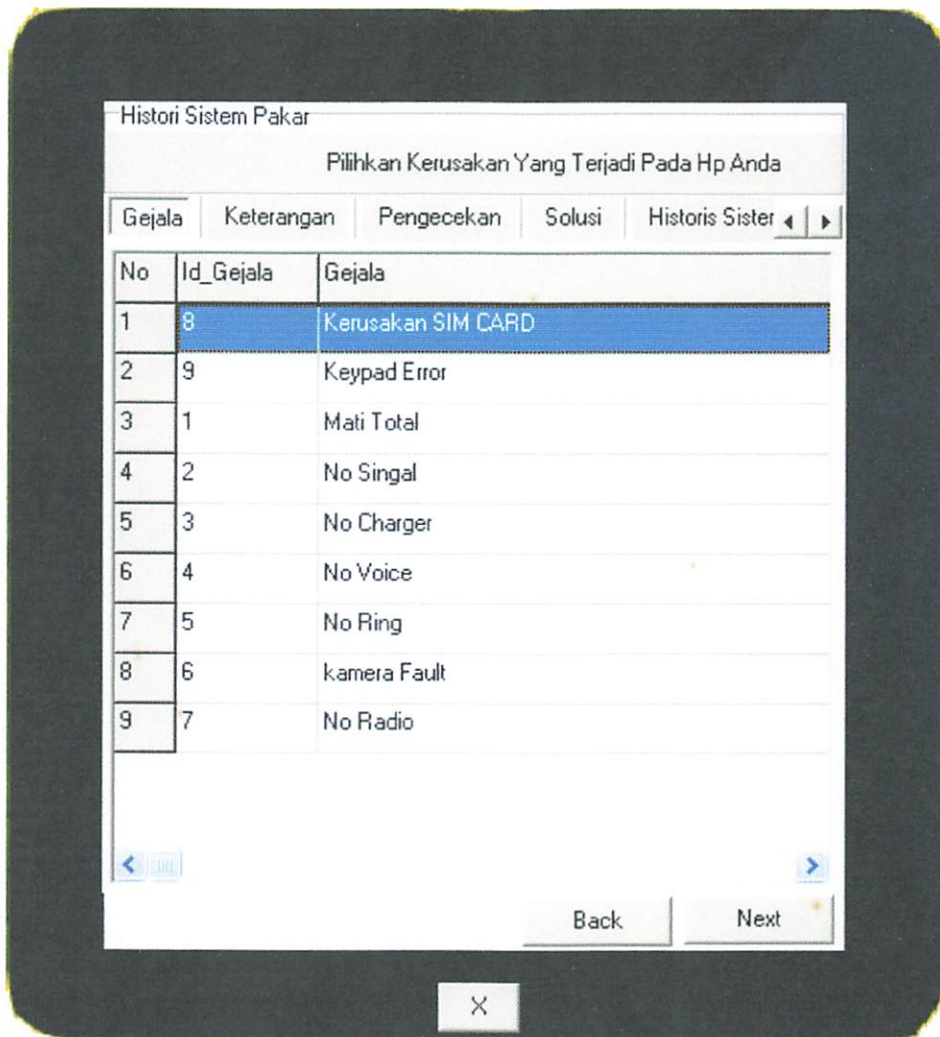 Histori Sistem Pakar
Pilihkan Kerusakan Yang Terjadi Pada Hp Anda
Gejala Keterangan Pengecekan Solusi Historis Sister
No Id_Gejala Gejala
1 8 Kerusakan SIM CARD
2 9 Keypad Error
3 1 Mati Total
4 2 No Singal
5 3 No Charger
6 4 No Voice
7 5 No Ring
8 6 kamera Fault
9 7 No Radio
Back Next
X